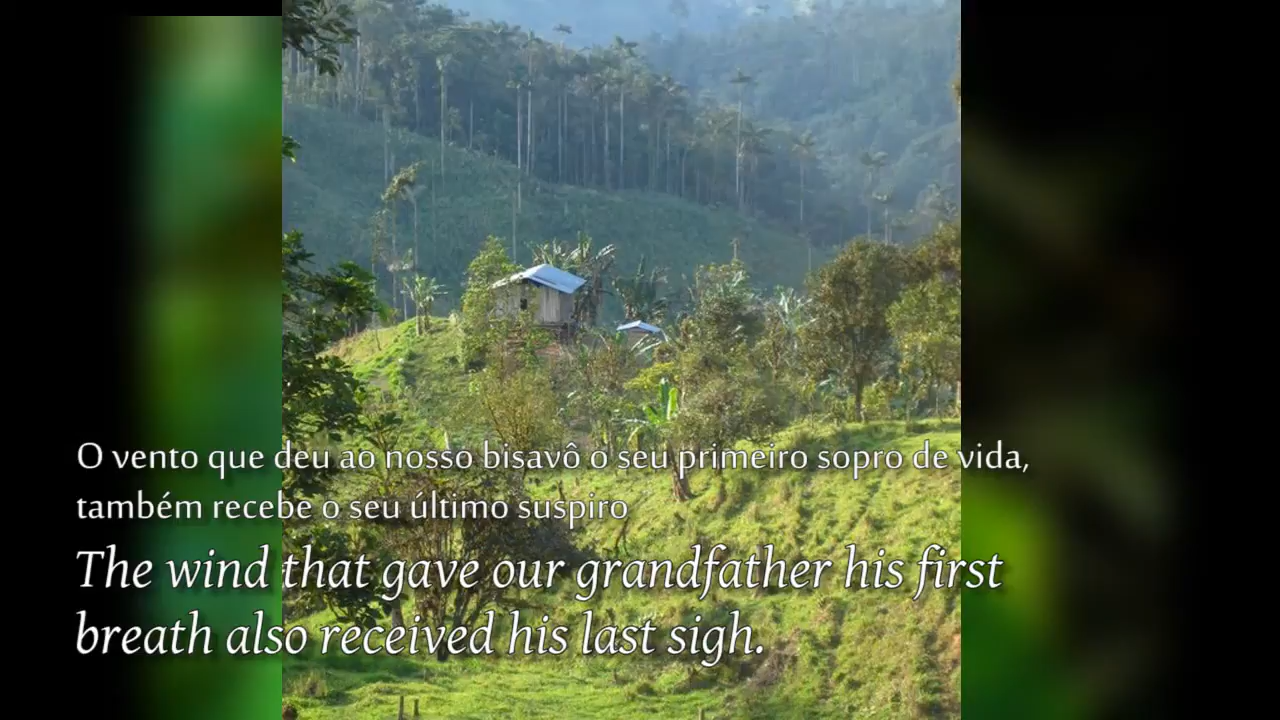 O vento que deu ao nosso bisavô o seu primeiro sopro de vida,
também recebe o seu último suspiro
The wind that gave our grandfather his first
breath also received his last sigh.